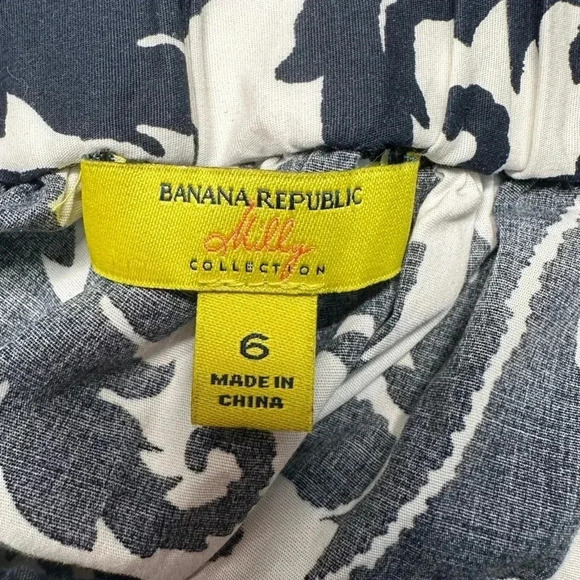 BANANA REPUBLIC
Milly
COLLECTION
6
MADE IN
CHINA